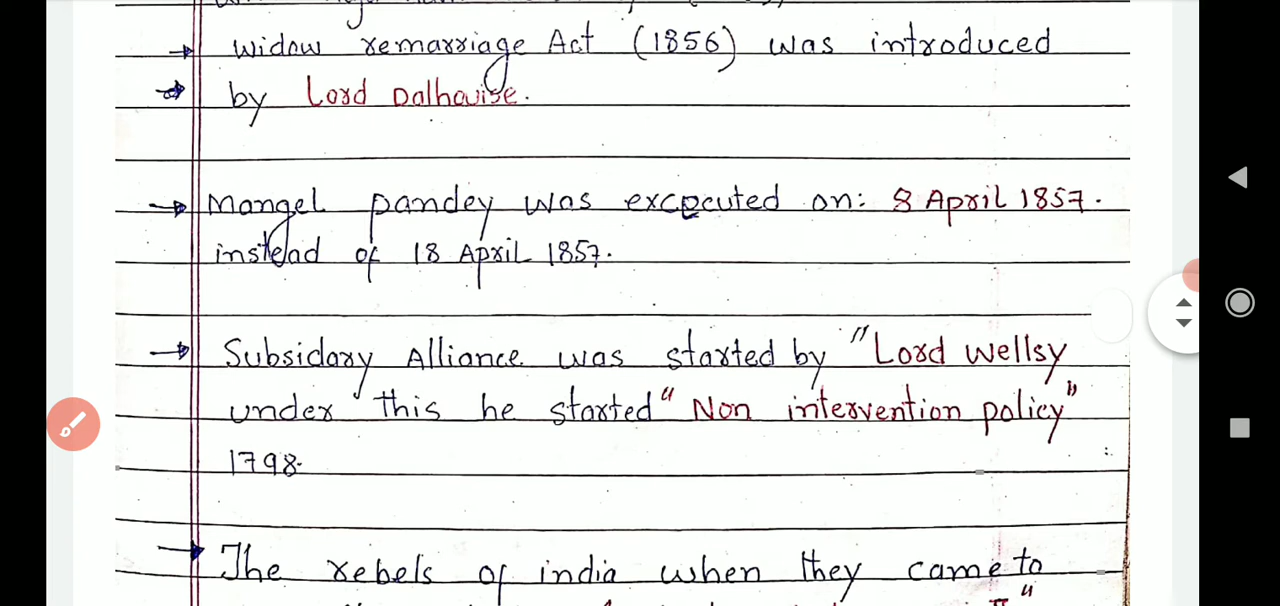 widow remarriage Act (1856) was introduced
by Lord Dalhouise.
Mangel pandey was excecuted on: 8 April 1857.
instead of 18 April 1857.
Subsidary Alliance was started by "Lord wellsy
under this he started "Non intervention policy"
1798.
The rebels of india when they came to